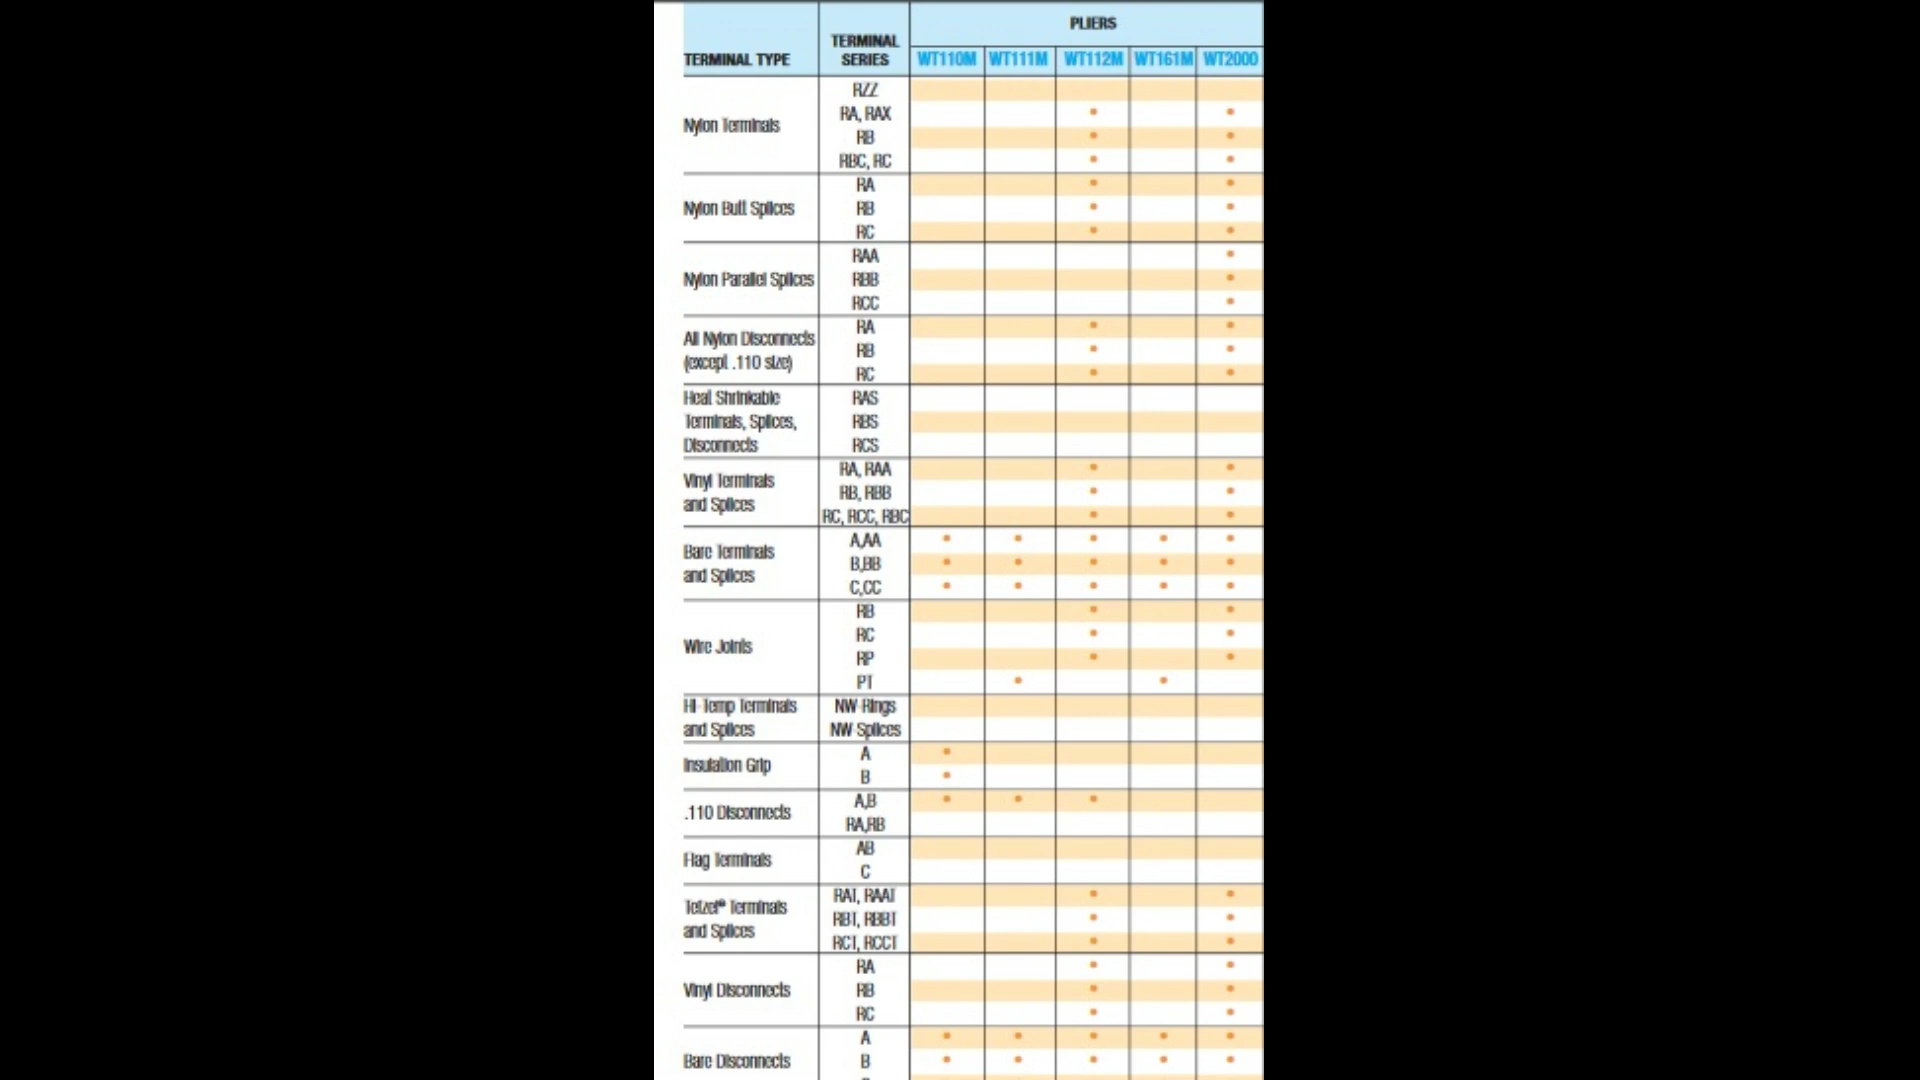 PLIERS
TERMINAL TYPE TERMINAL SERIES WT110M WT111M WT112M WT161M WT2000
Nylon Terminals
RZZ
RA, RAX • •
RB • •
RBC, RC • •
Nylon Butt Splices
RA • •
RB • •
RC • •
Nylon Parallel Splices
RAA •
RBB •
RCC •
All Nylon Disconnects
(except .110 size)
RA • •
RB • •
RC • •
Heat Shrinkable
Terminals, Splices,
Disconnects
RAS
RBS
RCS
Vinyl Terminals
and Splices
RA, RAA • •
RB, RBB • •
RC, RCC, RBC • •
Bare Terminals
and Splices
A,AA • • • • •
B,BB • • • • •
C,CC • • • • •
Wire Joints
RB • •
RC • •
RP • •
PT • •
Hi-Temp Terminals
and Splices
NW-Rings
NW Splices
Insulation Grip
A •
B •
.110 Disconnects
A,B • • •
RA,RB
Flag Terminals
AB
C
Tefzel® Terminals
and Splices
RAT, RAAT • •
RBT, RBBT • •
RCT, RCCT • •
Vinyl Disconnects
RA • •
RB • •
RC • •
Bare Disconnects
A • • • • •
B • • • • •